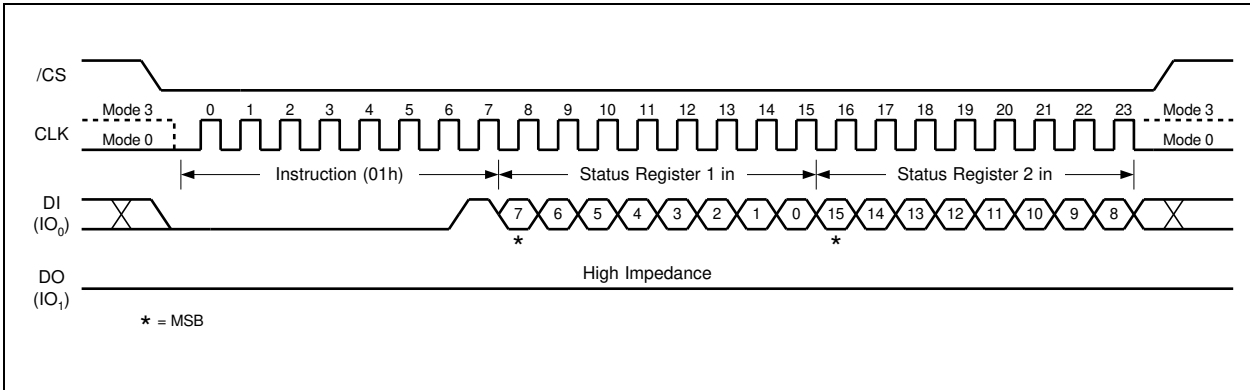 /CS
Mode 3 0 1 2 3 4 5 6 7 8 9 10 11 12 13 14 15 16 17 18 19 20 21 22 23 Mode 3
CLK
Mode 0 Mode 0
Instruction (01h) Status Register 1 in Status Register 2 in
DI
(IO0)
7 6 5 4 3 2 1 0 15 14 13 12 11 10 9 8
* *
High Impedance
DO
(IO1)
* = MSB